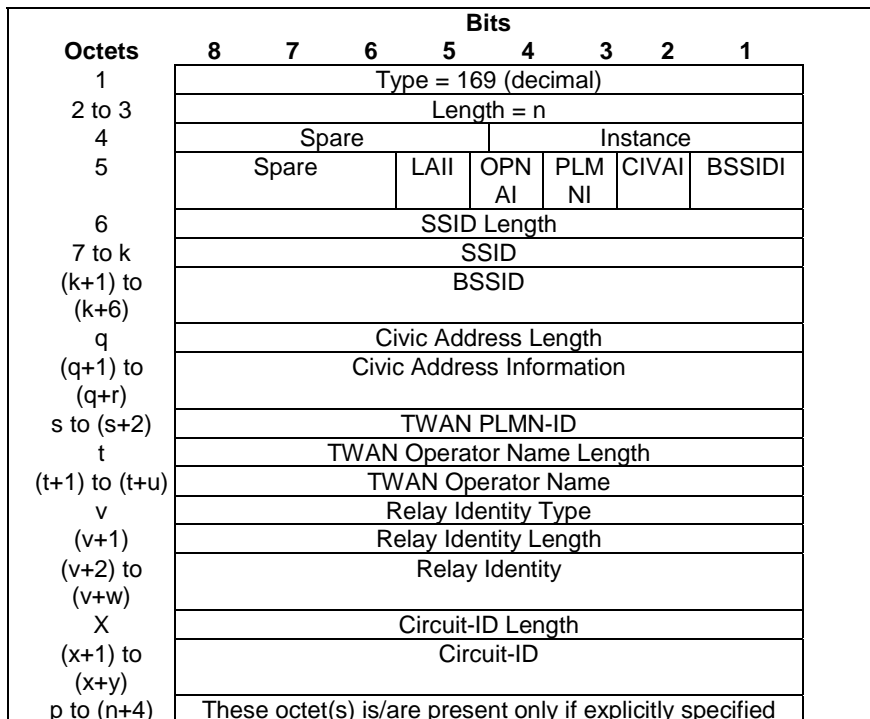 Bits
Octets 8 7 6 5 4 3 2 1
1 Type = 169 (decimal)
2 to 3 Length = n
4 Spare Instance
5 Spare LAII OPN PLM CIVAI BSSIDI
AI NI
6 SSID Length
7 to k SSID
(k+1) to BSSID
(k+6)
q Civic Address Length
(q+1) to Civic Address Information
(q+r)
s to (s+2) TWAN PLMN-ID
t TWAN Operator Name Length
(t+1) to (t+u) TWAN Operator Name
v Relay Identity Type
(v+1) Relay Identity Length
(v+2) to Relay Identity
(v+w)
X Circuit-ID Length
(x+1) to Circuit-ID
(x+y)
p to (n+4) These octet(s) is/are present only if explicitly specified